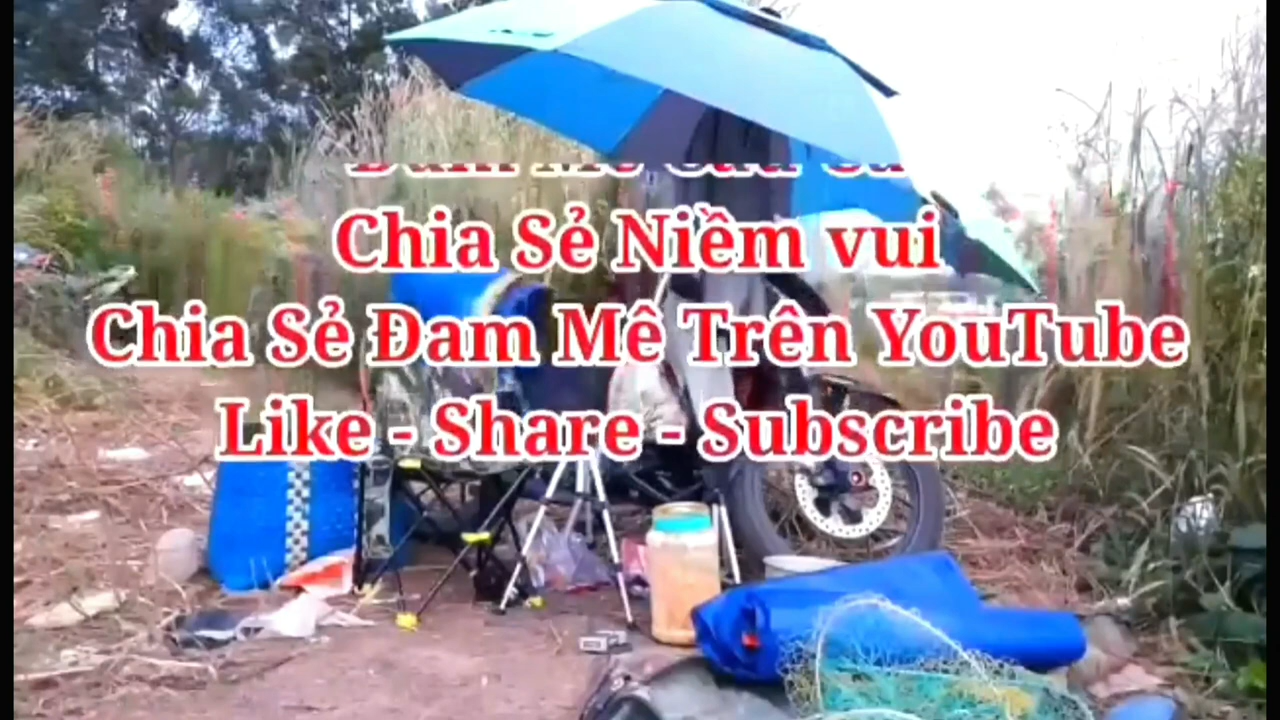 Chia Sẻ Niềm vui
Chia Sẻ Đam Mê Trên YouTube
Like - Share - Subscribe